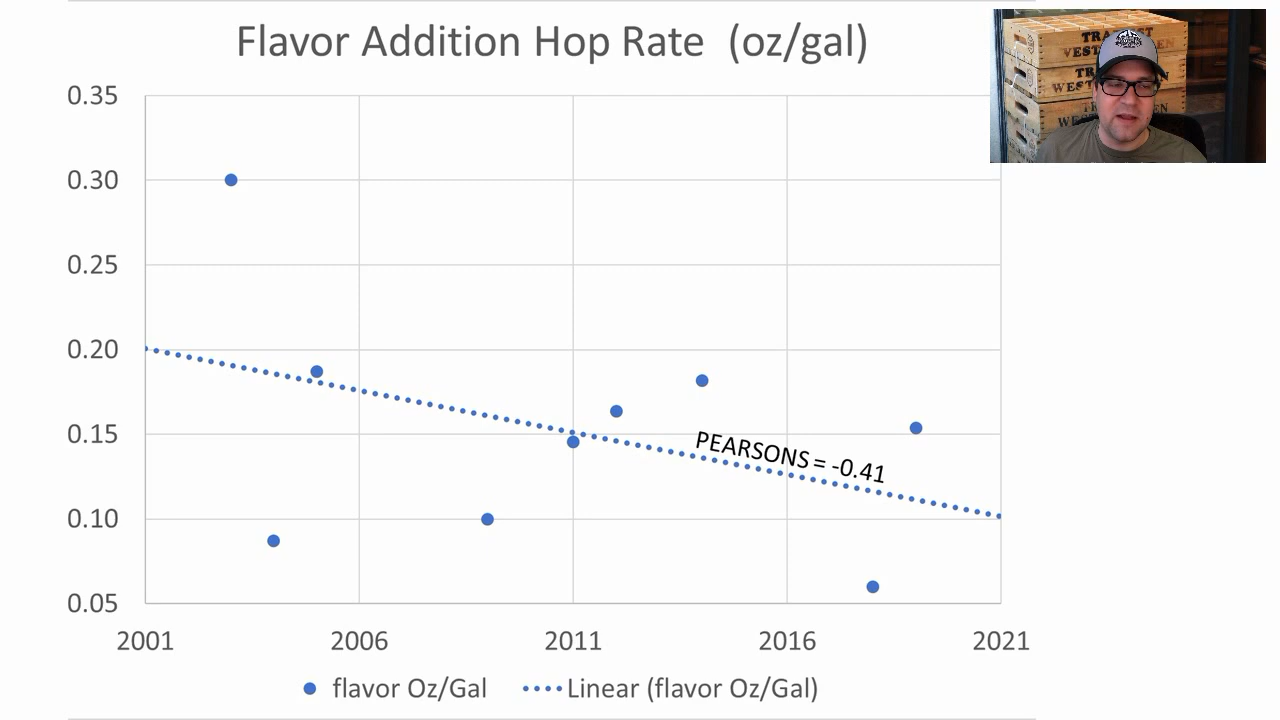 Flavor Addition Hop Rate (oz/gal)
0.35
0.30
0.25
0.20
0.15
0.10
0.05
PEARSONS = -0.41
2001 2006 2011 2016 2021
flavor Oz/Gal Linear (flavor Oz/Gal)